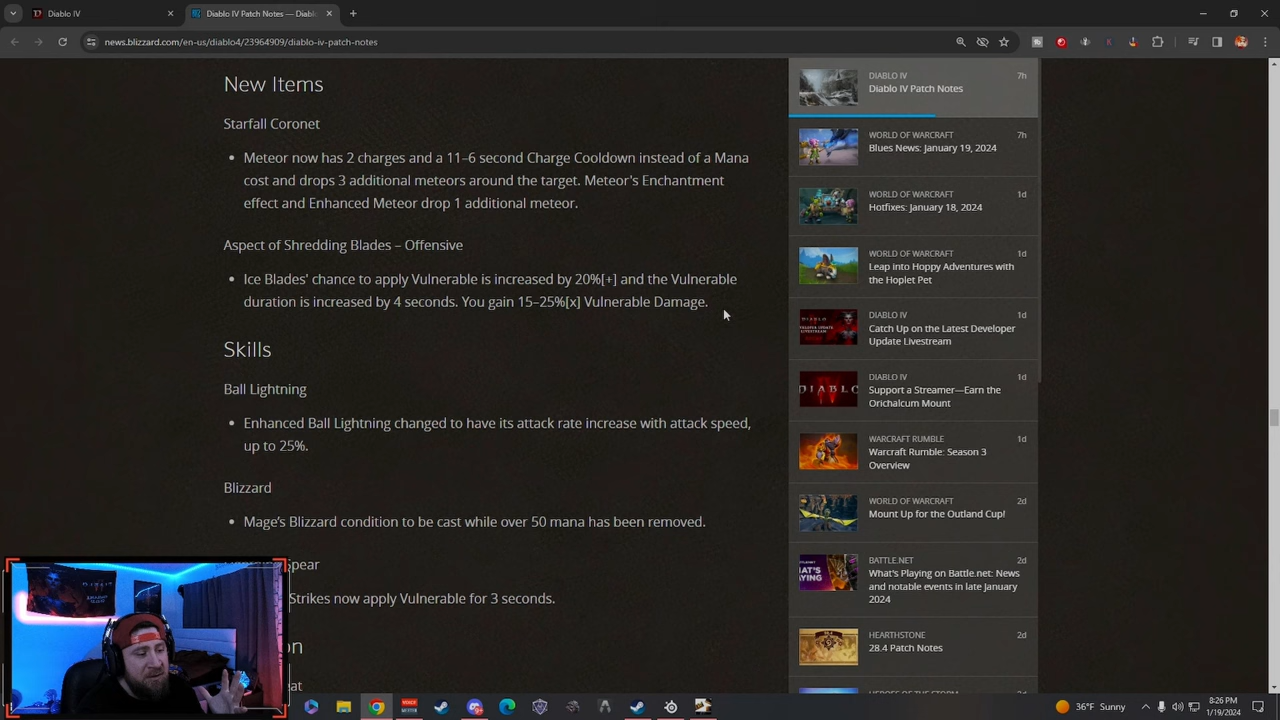 Diablo IV
Diablo IV Patch Notes — Diabl
news.blizzard.com/en-us/diablo4/23964909/diablo-iv-patch-notes
New Items
Starfall Coronet
Meteor now has 2 charges and a 11–6 second Charge Cooldown instead of a Mana
cost and drops 3 additional meteors around the target. Meteor's Enchantment
effect and Enhanced Meteor drop 1 additional meteor.
Aspect of Shredding Blades – Offensive
Ice Blades' chance to apply Vulnerable is increased by 20%[+] and the Vulnerable
duration is increased by 4 seconds. You gain 15–25%[x] Vulnerable Damage.
Skills
Ball Lightning
Enhanced Ball Lightning changed to have its attack rate increase with attack speed,
up to 25%.
Blizzard
Mage's Blizzard condition to be cast while over 50 mana has been removed.
pear
Stories now apply Vulnerable for 3 seconds.
on
at
DIABLO IV
7h
Diablo IV Patch Notes
WORLD OF WARCRAFT
7h
Blues News: January 19, 2024
WORLD OF WARCRAFT
1d
Hotfixes: January 18, 2024
WORLD OF WARCRAFT
1d
Leap into Hoppy Adventures with
the Hoplet Pet
DIABLO IV
1d
Catch Up on the Latest Developer
Update Livestream
DIABLO IV
1d
Support a Streamer—Earn the
Orichalcum Mount
WARCRAFT RUMBLE
1d
Warcraft Rumble: Season 3
Overview
WORLD OF WARCRAFT
2d
Mount Up for the Outland Cup!
BATTLE.NET
2d
What's Playing on Battle.net: News
and notable events in late January
2024
HEARTHSTONE
2d
28.4 Patch Notes
HEROES OF THE STORM
2d
36°F Sunny
8:26 PM
1/19/2024